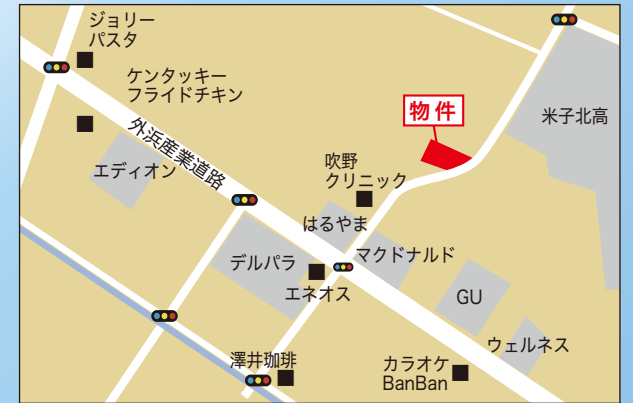 ジョリー
パスタ
ケンタッキー
フライドチキン
外浜産業道路
エディオン
物件
米子北高
吹野
クリニック
はるやま
デルパラ
マクドナルド
エネオス
GU
ウェルネス
澤井珈琲
カラオケ
BanBan